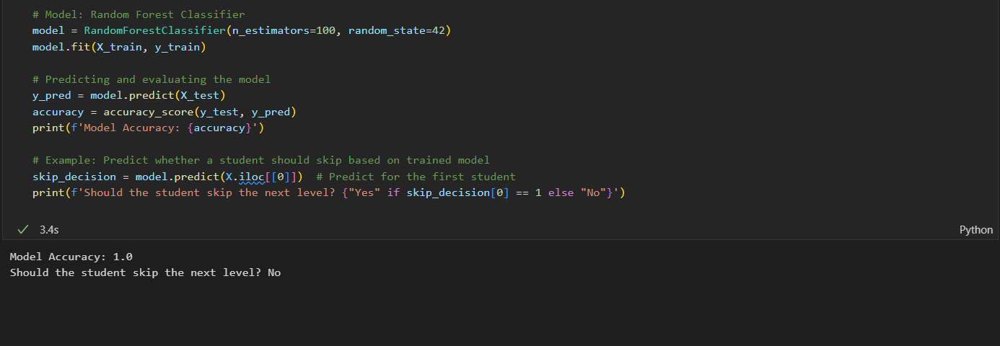 # Model: Random Forest Classifier
model = RandomForestClassifier(n_estimators=100, random_state=42)
model.fit(X_train, y_train)
# Predicting and evaluating the model
y_pred = model.predict(X_test)
accuracy = accuracy_score(y_test, y_pred)
print(f'Model Accuracy: {accuracy}')
# Example: Predict whether a student should skip based on trained model
skip_decision = model.predict(X.iloc[[0]])  # Predict for the first student
print(f'Should the student skip the next level? {"Yes" if skip_decision[0] == 1 else "No"}')
3.4s Python
Model Accuracy: 1.0
Should the student skip the next level? No